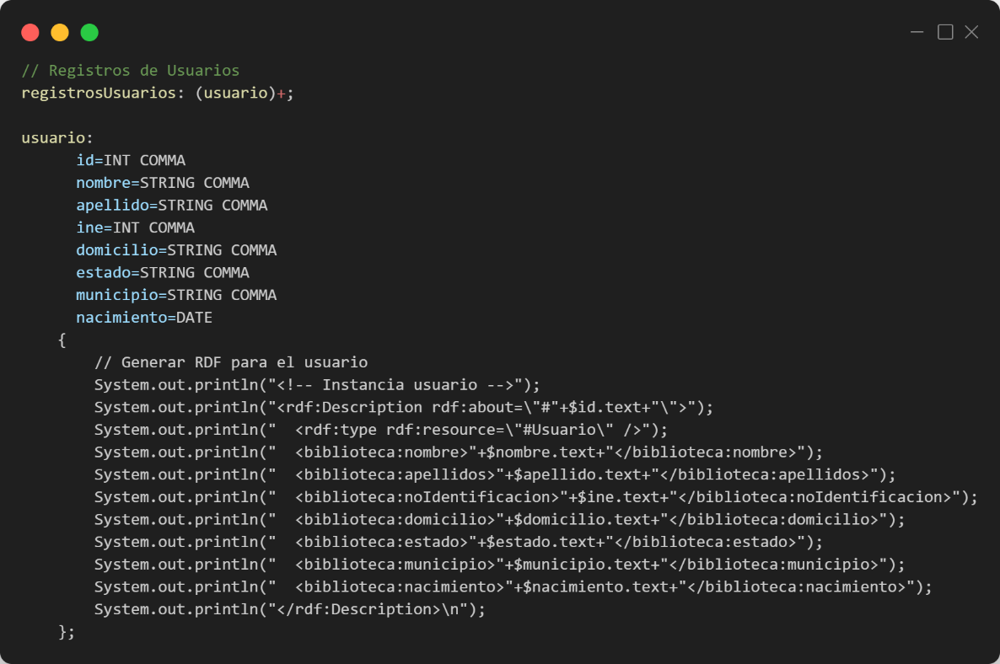 // Registros de Usuarios
registrosUsuarios: (usuario)+;

usuario:
      id=INT COMMA
      nombre=STRING COMMA
      apellido=STRING COMMA
      ine=INT COMMA
      domicilio=STRING COMMA
      estado=STRING COMMA
      municipio=STRING COMMA
      nacimiento=DATE
    {
        // Generar RDF para el usuario
        System.out.println("<!-- Instancia usuario -->");
        System.out.println("<rdf:Description rdf:about=\"#"+$id.text+"\">");
        System.out.println("  <rdf:type rdf:resource=\"#Usuario\" />");
        System.out.println("  <biblioteca:nombre>"+$nombre.text+"</biblioteca:nombre>");
        System.out.println("  <biblioteca:apellidos>"+$apellido.text+"</biblioteca:apellidos>");
        System.out.println("  <biblioteca:noIdentificacion>"+$ine.text+"</biblioteca:noIdentificacion>");
        System.out.println("  <biblioteca:domicilio>"+$domicilio.text+"</biblioteca:domicilio>");
        System.out.println("  <biblioteca:estado>"+$estado.text+"</biblioteca:estado>");
        System.out.println("  <biblioteca:municipio>"+$municipio.text+"</biblioteca:municipio>");
        System.out.println("  <biblioteca:nacimiento>"+$nacimiento.text+"</biblioteca:nacimiento>");
        System.out.println("</rdf:Description>\n");
    };